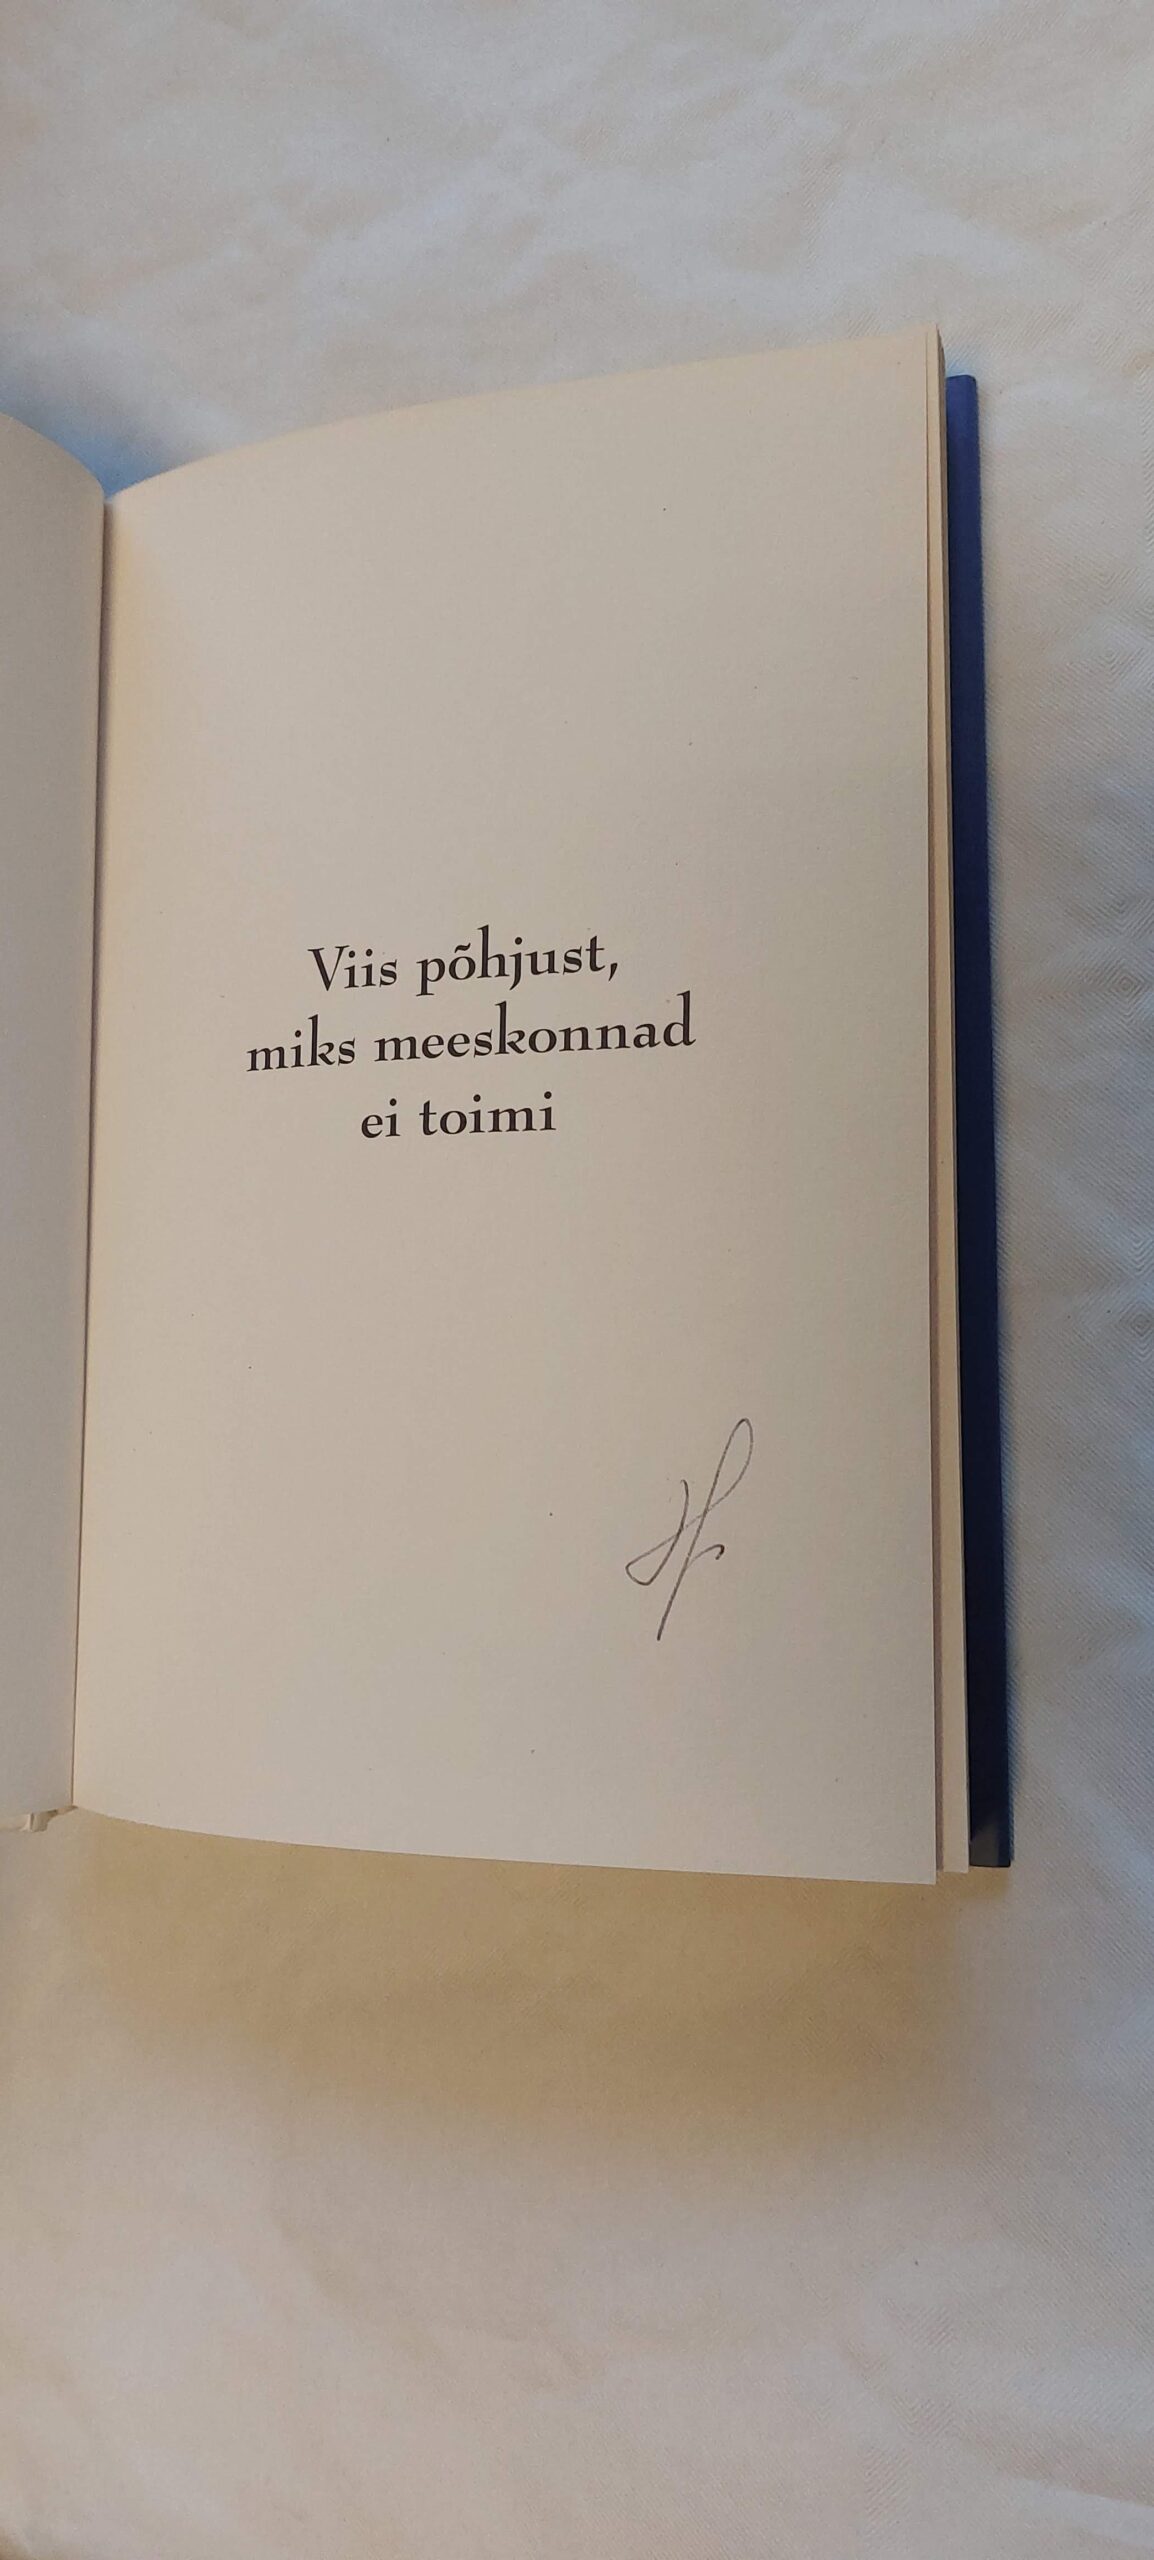 Viis põhjust,
miks meeskonnad
ei toimi